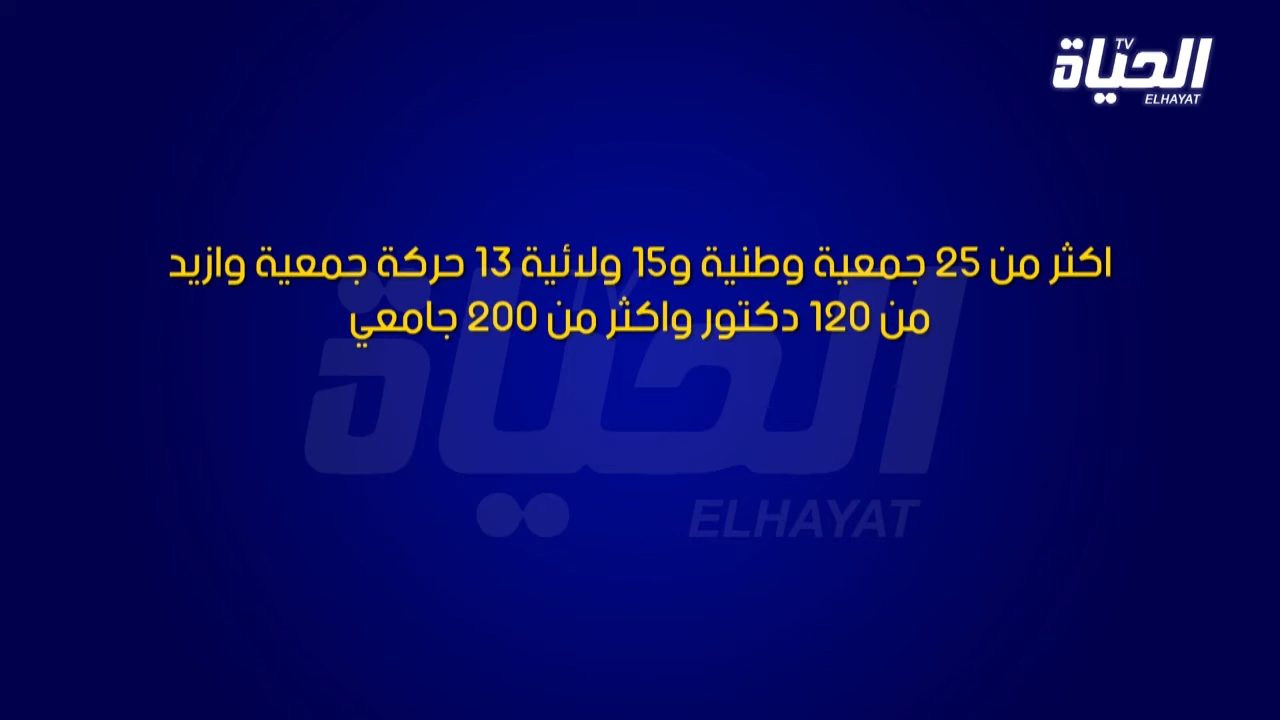 الحياة TV
ELHAYAT
اكثر من 25 جمعية وطنية و15 ولائية 13 حركة جمعية وازيد
من 120 دكتور واكثر من 200 جامعي
الحياة TV
ELHAYAT